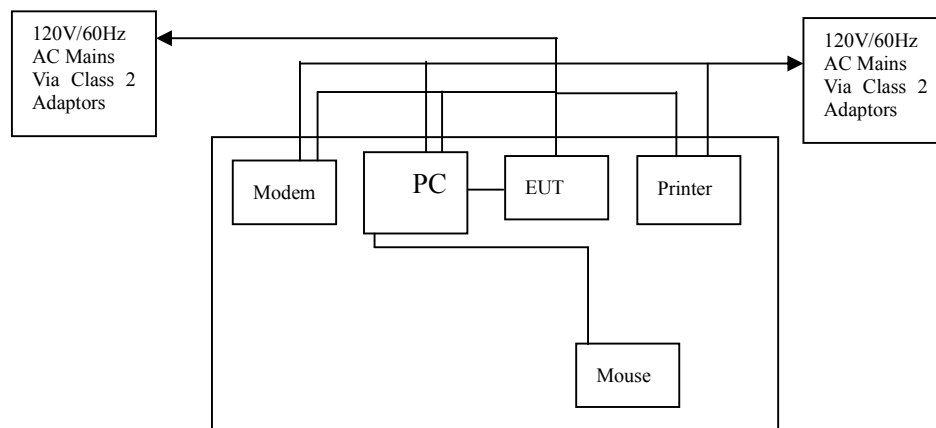 120V/60Hz
AC Mains
Via Class 2
Adaptors
120V/60Hz
AC Mains
Via Class 2
Adaptors
Modem
PC
EUT
Printer
Mouse